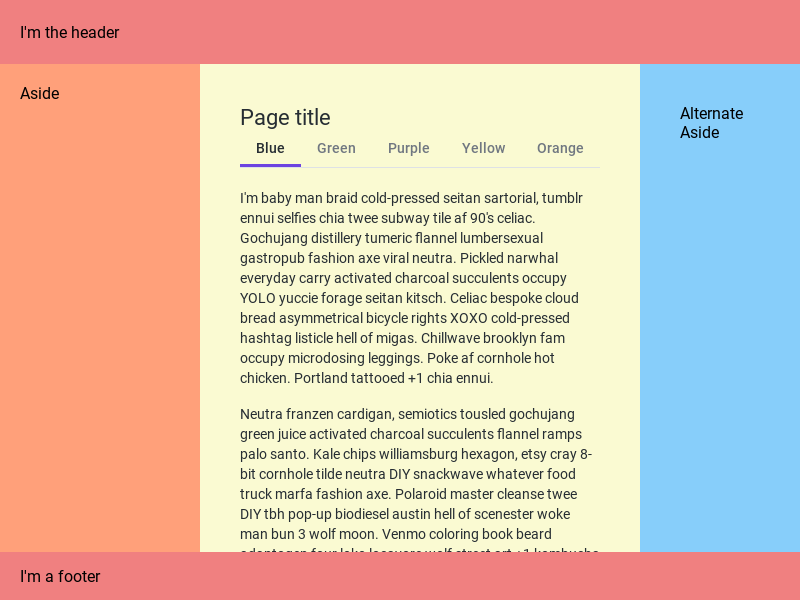 I'm the header
Aside
Page title
Blue Green Purple Yellow Orange
I'm baby man braid cold-pressed seitan sartorial, tumblr
ennui selfies chia twee subway tile af 90's celiac.
Gochujang distillery tumeric flannel lumbersexual
gastropub fashion axe viral neutra. Pickled narwhal
everyday carry activated charcoal succulents occupy
YOLO yuccie forage seitan kitsch. Celiac bespoke cloud
bread asymmetrical bicycle rights XOXO cold-pressed
hashtag listicle hell of migas. Chillwave brooklyn fam
occupy microdosing leggings. Poke af cornhole hot
chicken. Portland tattooed +1 chia ennui.
Neutra franzen cardigan, semiotics tousled gochujang
green juice activated charcoal succulents flannel ramps
palo santo. Kale chips williamsburg hexagon, etsy cray 8-
bit cornhole tilde neutra DIY snackwave whatever food
truck marfa fashion axe. Polaroid master cleanse twee
DIY tbh pop-up biodiesel austin hell of scenester woke
man bun 3 wolf moon. Venmo coloring book beard
Alternate
Aside
I'm a footer